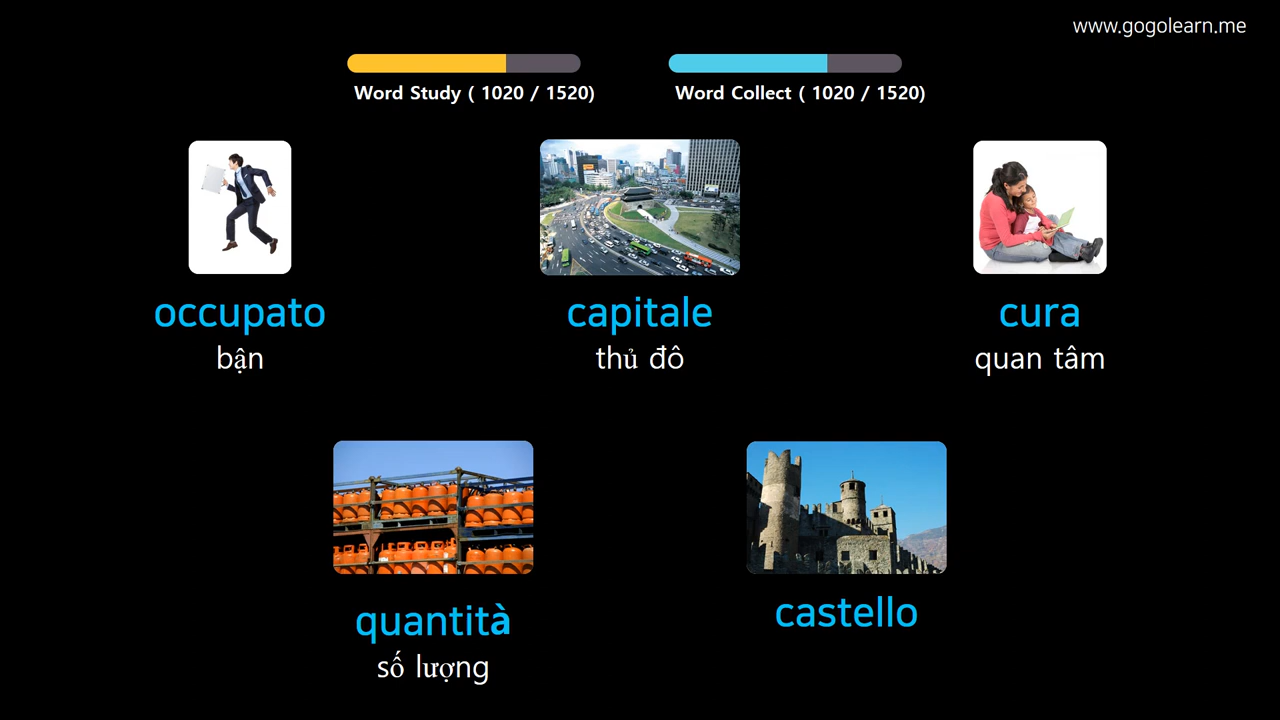 www.gogolearn.me
Word Study ( 1020 / 1520)
Word Collect ( 1020 / 1520)
occupato
bận
capitale
thủ đô
cura
quan tâm
quantità
số lượng
castello